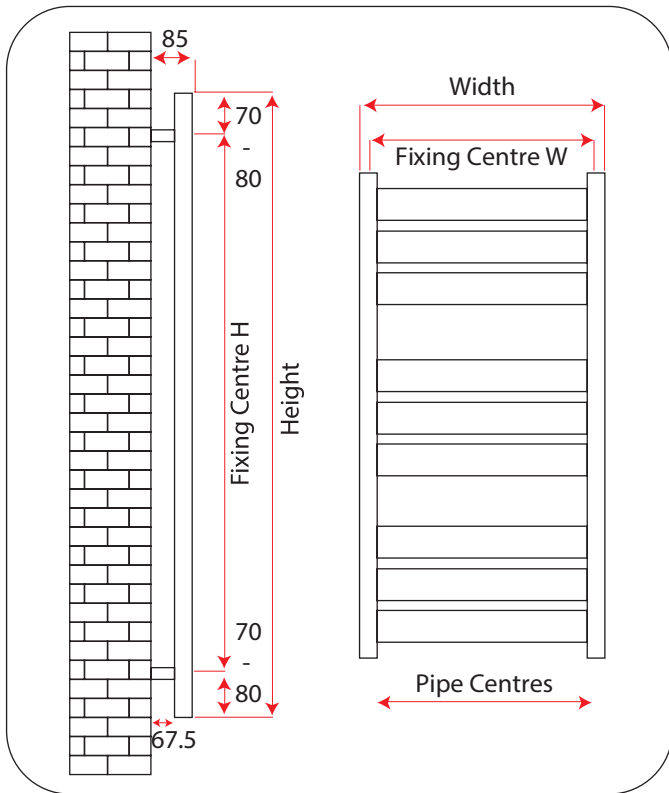 85
70
-
80
Fixing Centre H
Height
70
-
80
67.5
Width
Fixing Centre W
Pipe Centres